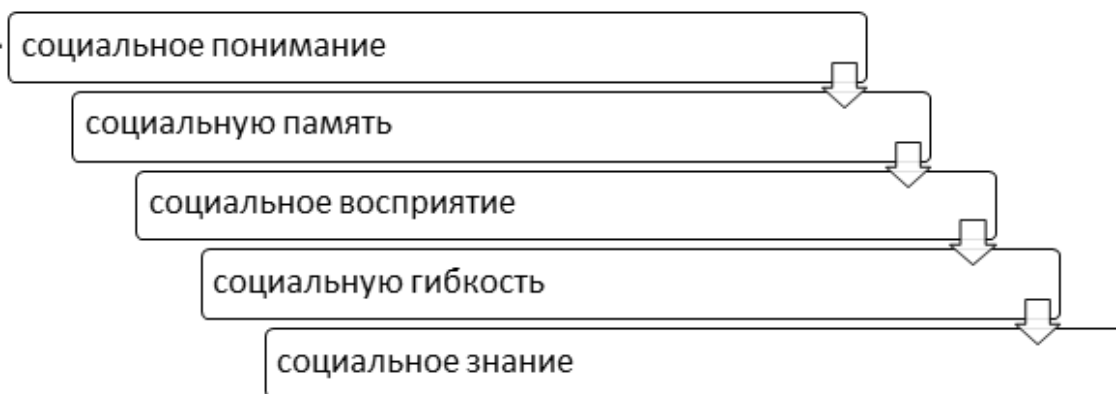 социальное понимание
социальную память
социальное восприятие
социальную гибкость
социальное знание